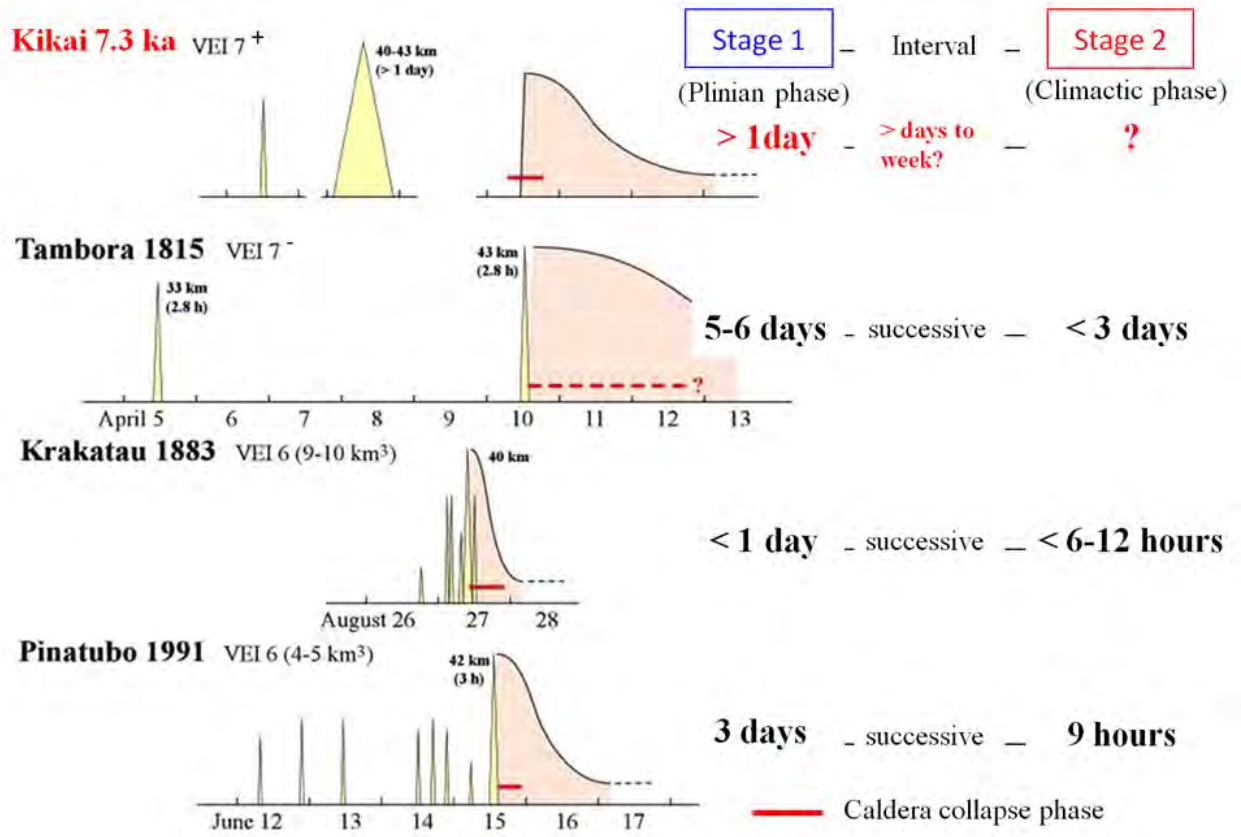 Kikai 7.3 ka VEI 7 +
40-43 km
(> 1 day)
Stage 1 – Interval – Stage 2
(Plinian phase) (Climactic phase)
> 1day – > days to week? – ?
Tambora 1815 VEI 7 -
33 km
(2.8 h)
43 km
(2.8 h)
?
5-6 days - successive – < 3 days
April 5 6 7 8 9 10 11 12 13
Krakatau 1883 VEI 6 (9-10 km³)
40 km
< 1 day - successive – < 6-12 hours
August 26 27 28
Pinatubo 1991 VEI 6 (4-5 km³)
42 km
(3 h)
3 days - successive – 9 hours
June 12 13 14 15 16 17
Caldera collapse phase